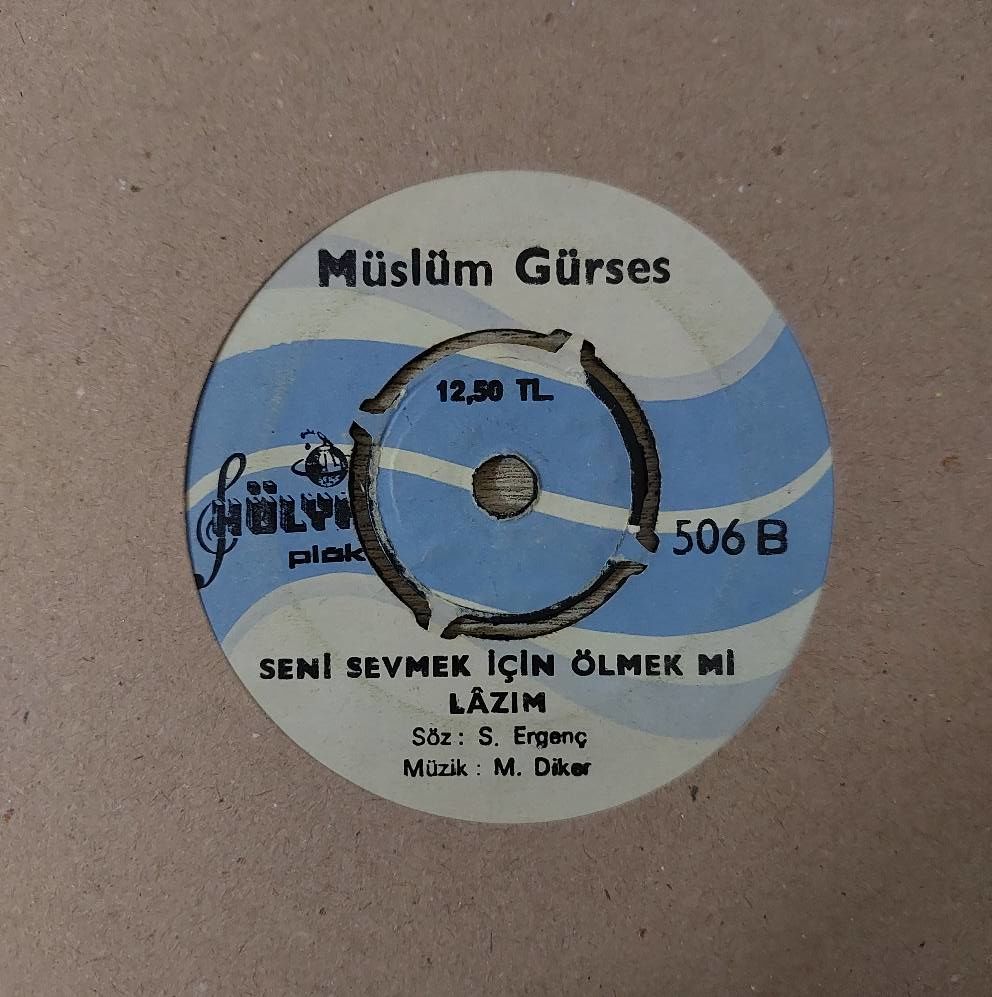 Müslüm Gürses
12,50 TL.
plak
506 B
SENİ SEVMEK İÇİN ÖLMEK Mİ
LÂZIM
Söz : S. Ergenç
Müzik : M. Diker